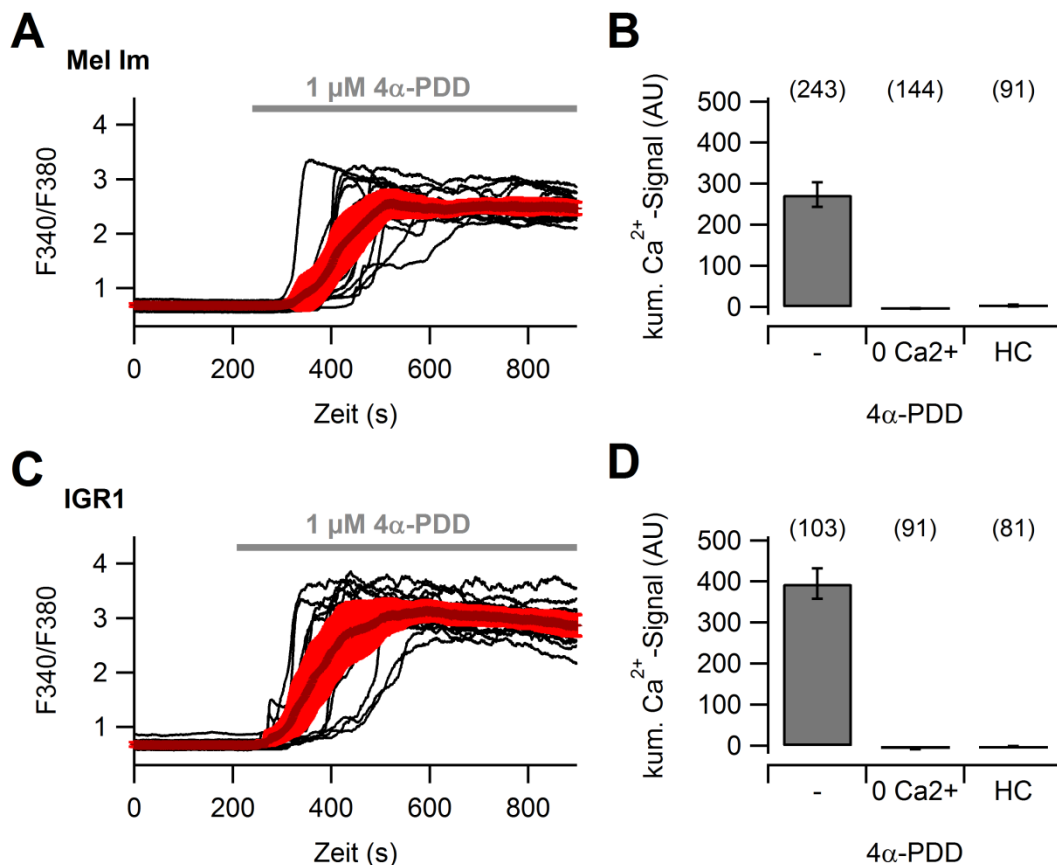 A
Mel Im
1 µM 4α-PDD
F340/F380
4
3
2
1
0
200
400
600
800
Zeit (s)
B
(243)
(144)
(91)
kum. Ca²⁺-Signal (AU)
500
400
300
200
100
0
-
0 Ca2+
HC
4α-PDD
C
IGR1
1 µM 4α-PDD
F340/F380
4
3
2
1
0
200
400
600
800
Zeit (s)
D
(103)
(91)
(81)
kum. Ca²⁺-Signal (AU)
500
400
300
200
100
0
-
0 Ca2+
HC
4α-PDD